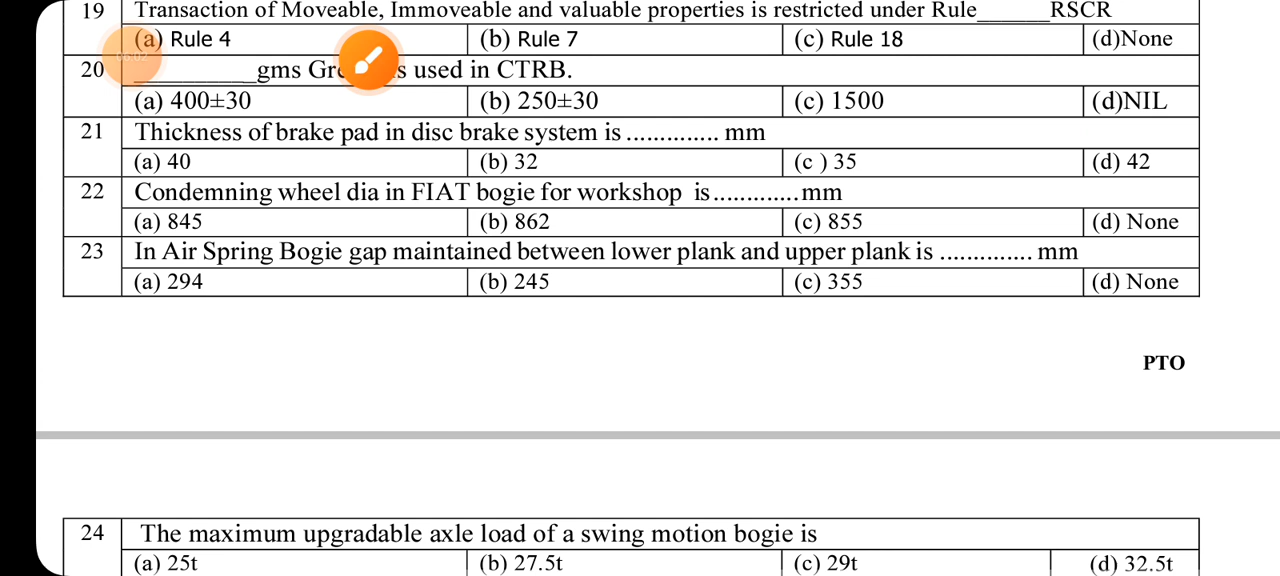 19 Transaction of Moveable, Immoveable and valuable properties is restricted under Rule______RSCR
(a) Rule 4 (b) Rule 7 (c) Rule 18 (d)None
20 __________gms s used in CTRB.
(a) 400±30 (b) 250±30 (c) 1500 (d)NIL
21 Thickness of brake pad in disc brake system is .............. mm
(a) 40 (b) 32 (c ) 35 (d) 42
22 Condemning wheel dia in FIAT bogie for workshop is.............mm
(a) 845 (b) 862 (c) 855 (d) None
23 In Air Spring Bogie gap maintained between lower plank and upper plank is .............. mm
(a) 294 (b) 245 (c) 355 (d) None
PTO
24 The maximum upgradable axle load of a swing motion bogie is
(a) 25t (b) 27.5t (c) 29t (d) 32.5t